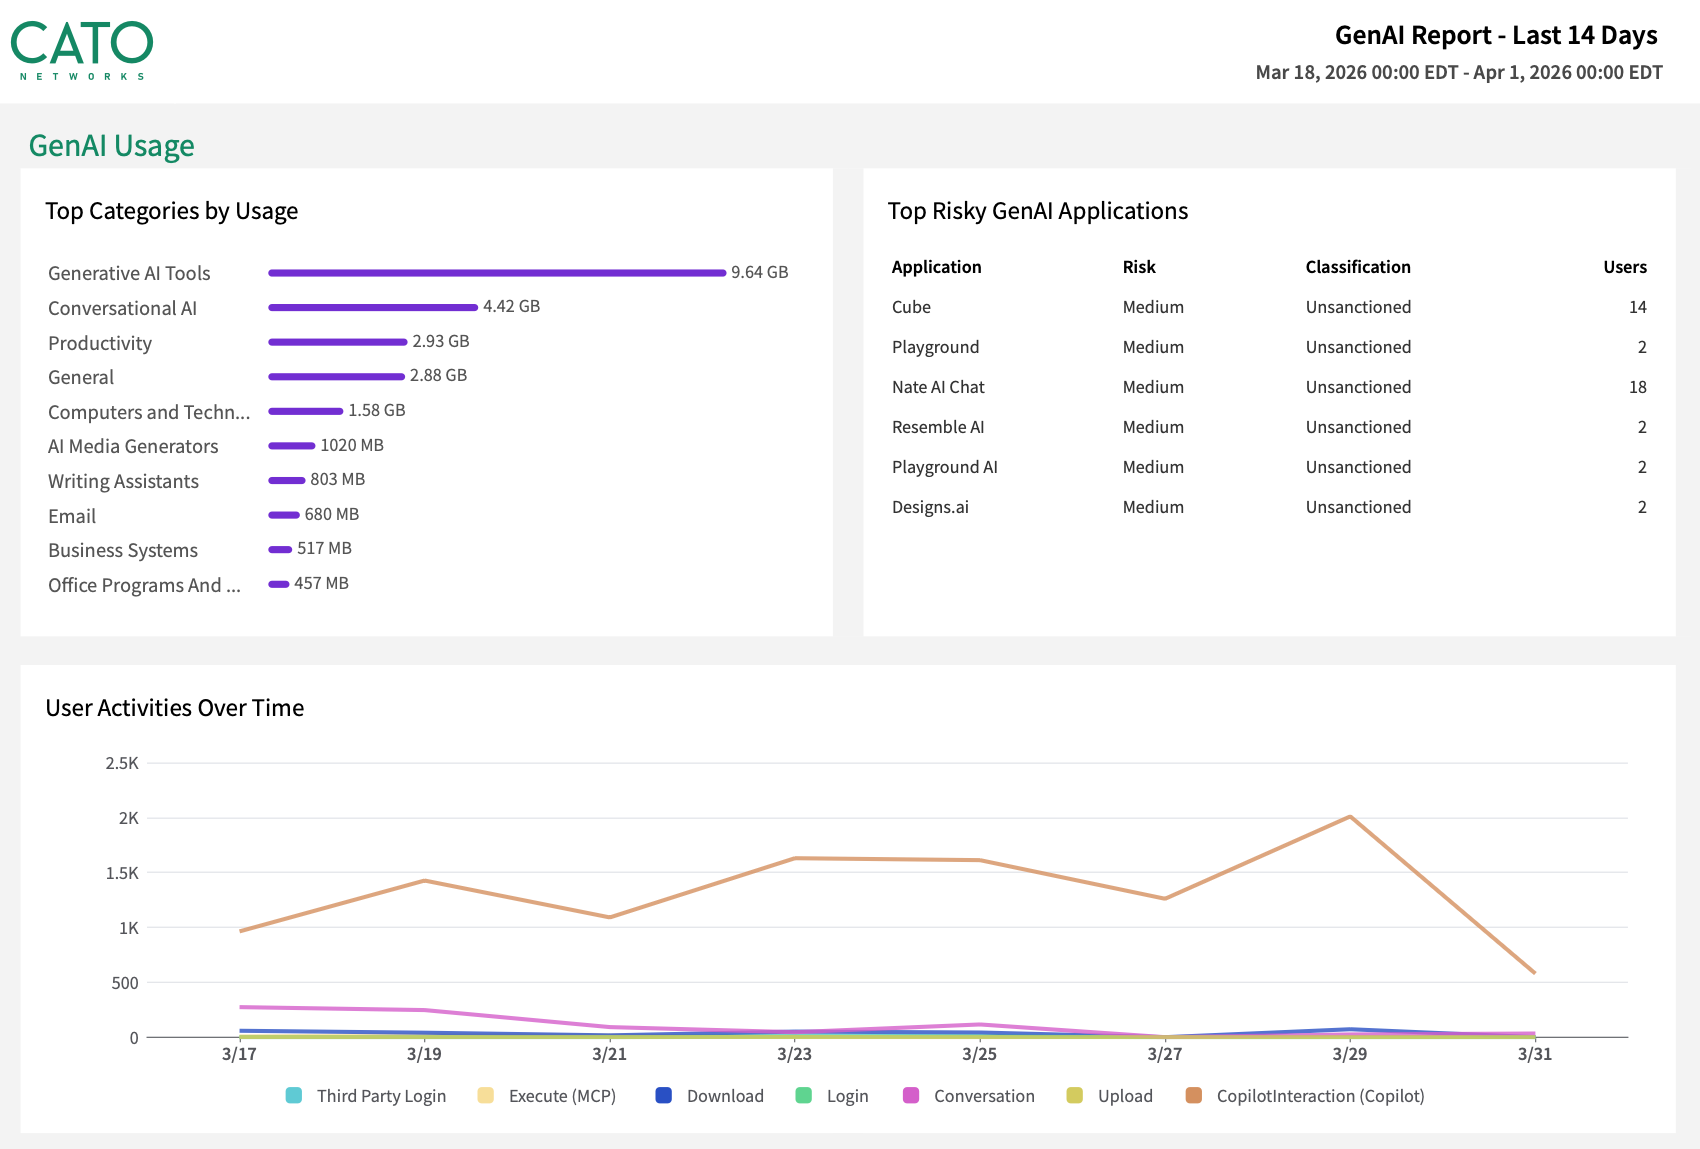 CATO
NETWORKS
GenAI Report - Last 14 Days
Mar 18, 2026 00:00 EDT - Apr 1, 2026 00:00 EDT
GenAI Usage
Top Categories by Usage
Generative AI Tools 9.64 GB
Conversational AI 4.42 GB
Productivity 2.93 GB
General 2.88 GB
Computers and Techn... 1.58 GB
AI Media Generators 1020 MB
Writing Assistants 803 MB
Email 680 MB
Business Systems 517 MB
Office Programs And ... 457 MB
Top Risky GenAI Applications
Application Risk Classification Users
Cube Medium Unsanctioned 14
Playground Medium Unsanctioned 2
Nate AI Chat Medium Unsanctioned 18
Resemble AI Medium Unsanctioned 2
Playground AI Medium Unsanctioned 2
Designs.ai Medium Unsanctioned 2
User Activities Over Time
2.5K
2K
1.5K
1K
500
0
3/17 3/19 3/21 3/23 3/25 3/27 3/29 3/31
Third Party Login Execute (MCP) Download Login Conversation Upload CopilotInteraction (Copilot)